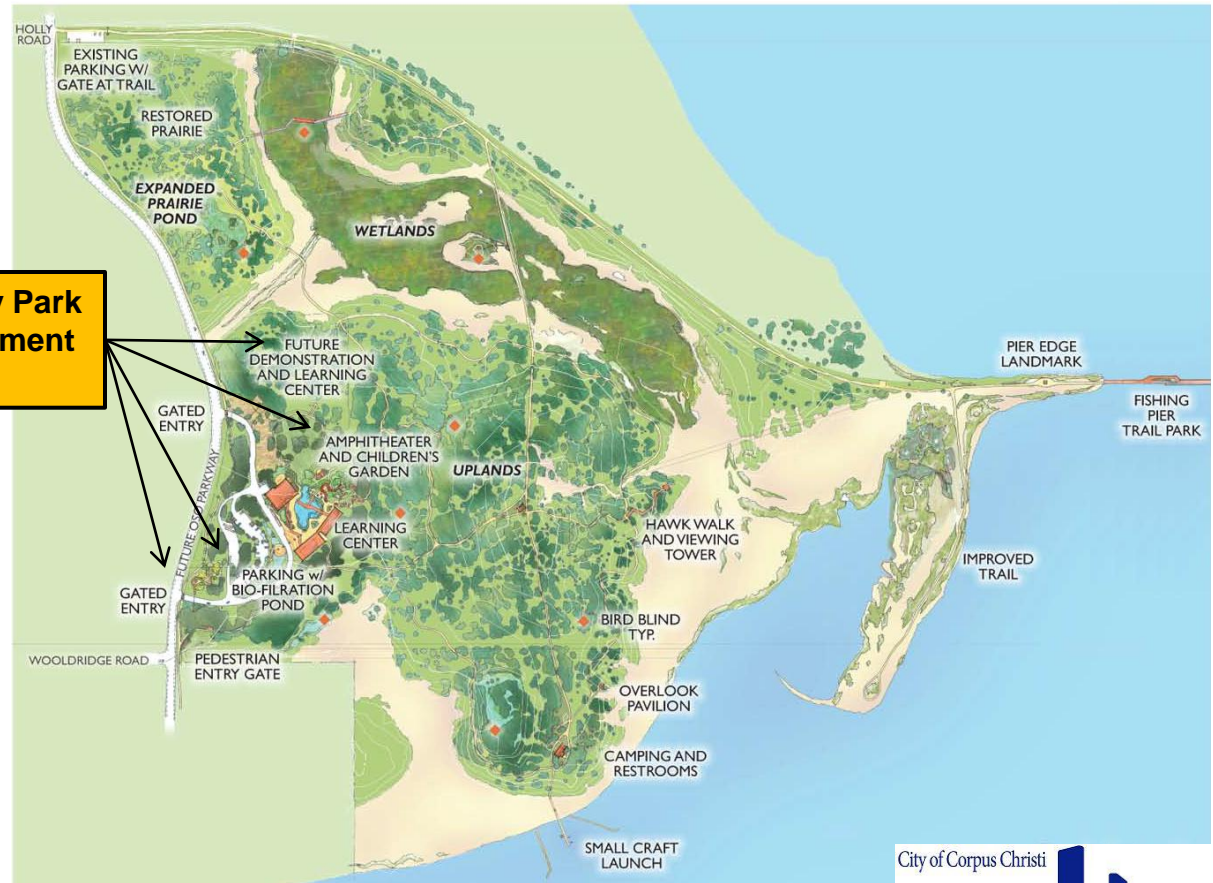 HOLLY
ROAD
EXISTING
PARKING W/
GATE AT TRAIL
RESTORED
PRAIRIE
EXPANDED
PRAIRIE
POND
WETLANDS
Park
FUTURE
DEMONSTRATION
AND LEARNING
CENTER
PIER EDGE
LANDMARK
FISHING
PIER
TRAIL PARK
GATED
ENTRY
AMPHITHEATER
AND CHILDREN'S
GARDEN
UPLANDS
FUTURE OSO PARKWAY
LEARNING
CENTER
HAWK WALK
AND VIEWING
TOWER
IMPROVED
TRAIL
GATED
ENTRY
PARKING w/
BIO-FILRATION
POND
BIRD BLIND
TYP.
WOOLDRIDGE ROAD
PEDESTRIAN
ENTRY GATE
OVERLOOK
PAVILION
CAMPING AND
RESTROOMS
SMALL CRAFT
LAUNCH
City of Corpus Christi